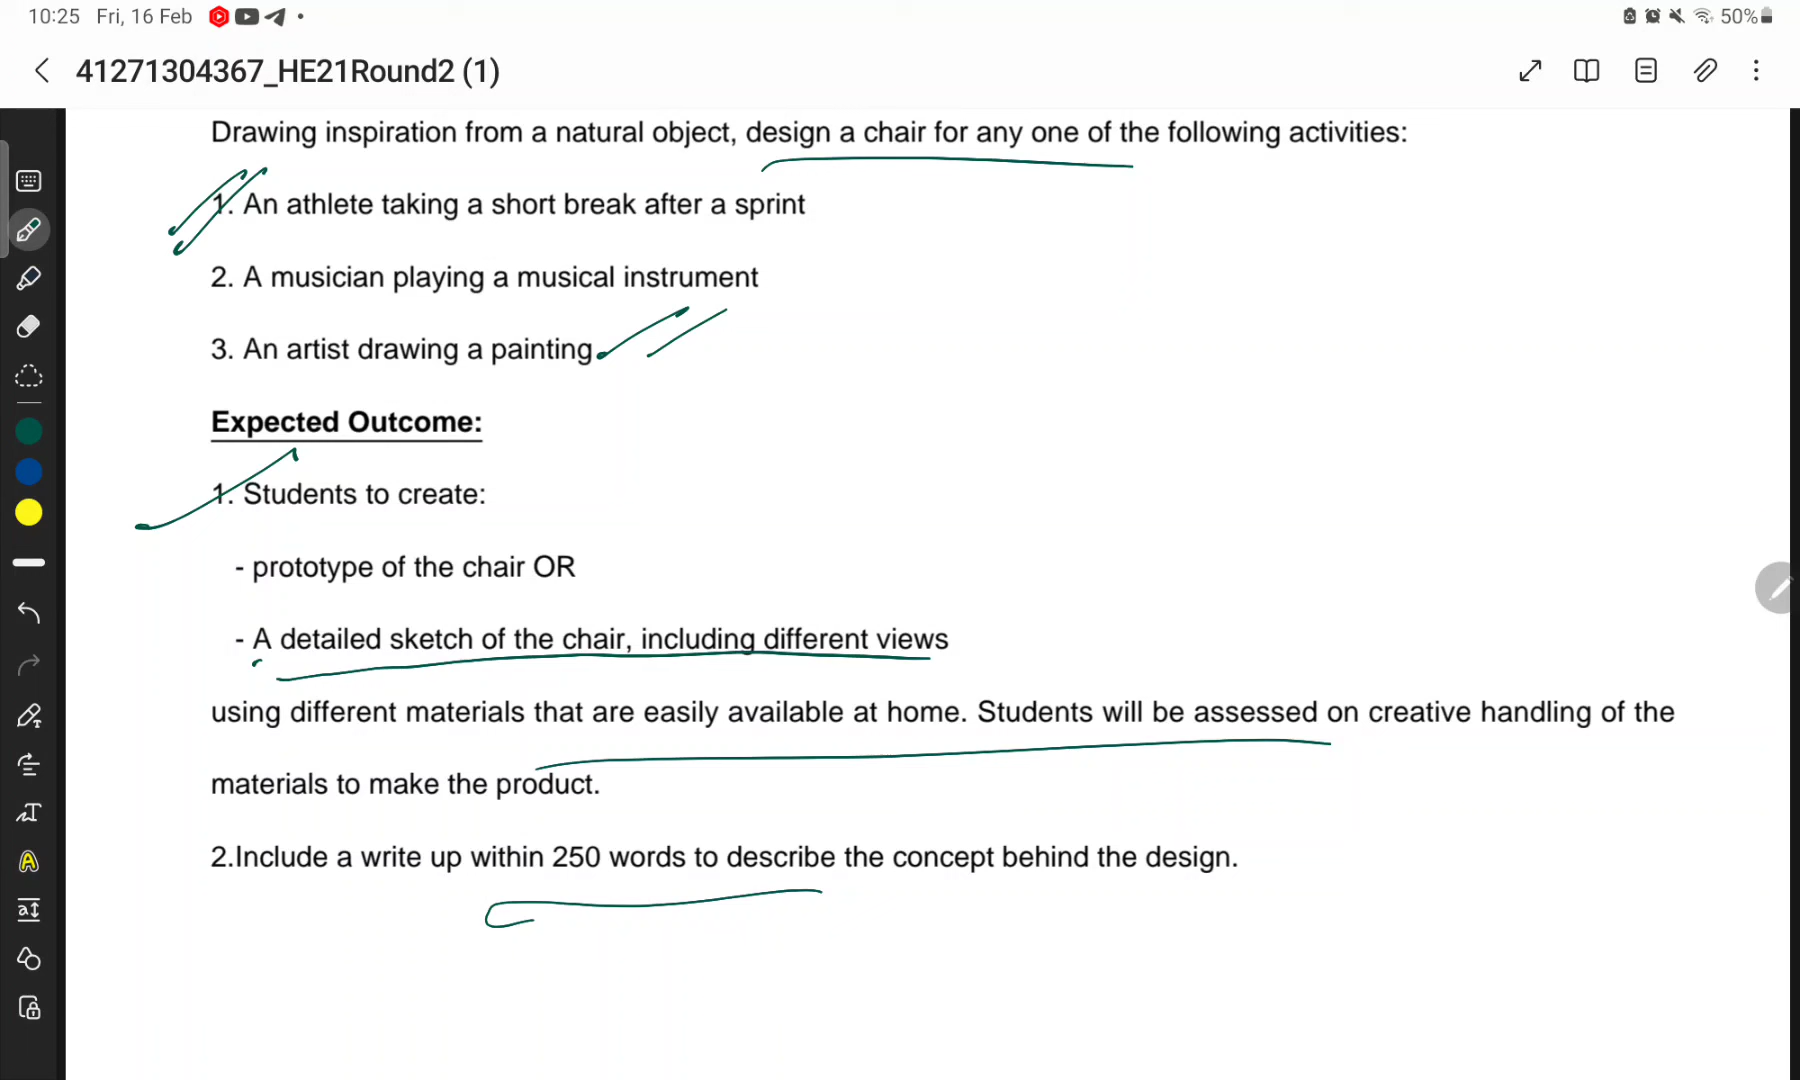 10:25 Fri, 16 Feb 50%
41271304367_HE21Round2 (1)
Drawing inspiration from a natural object, design a chair for any one of the following activities:
1. An athlete taking a short break after a sprint
2. A musician playing a musical instrument
3. An artist drawing a painting
Expected Outcome:
1. Students to create:
- prototype of the chair OR
- A detailed sketch of the chair, including different views
using different materials that are easily available at home. Students will be assessed on creative handling of the
materials to make the product.
2.Include a write up within 250 words to describe the concept behind the design.